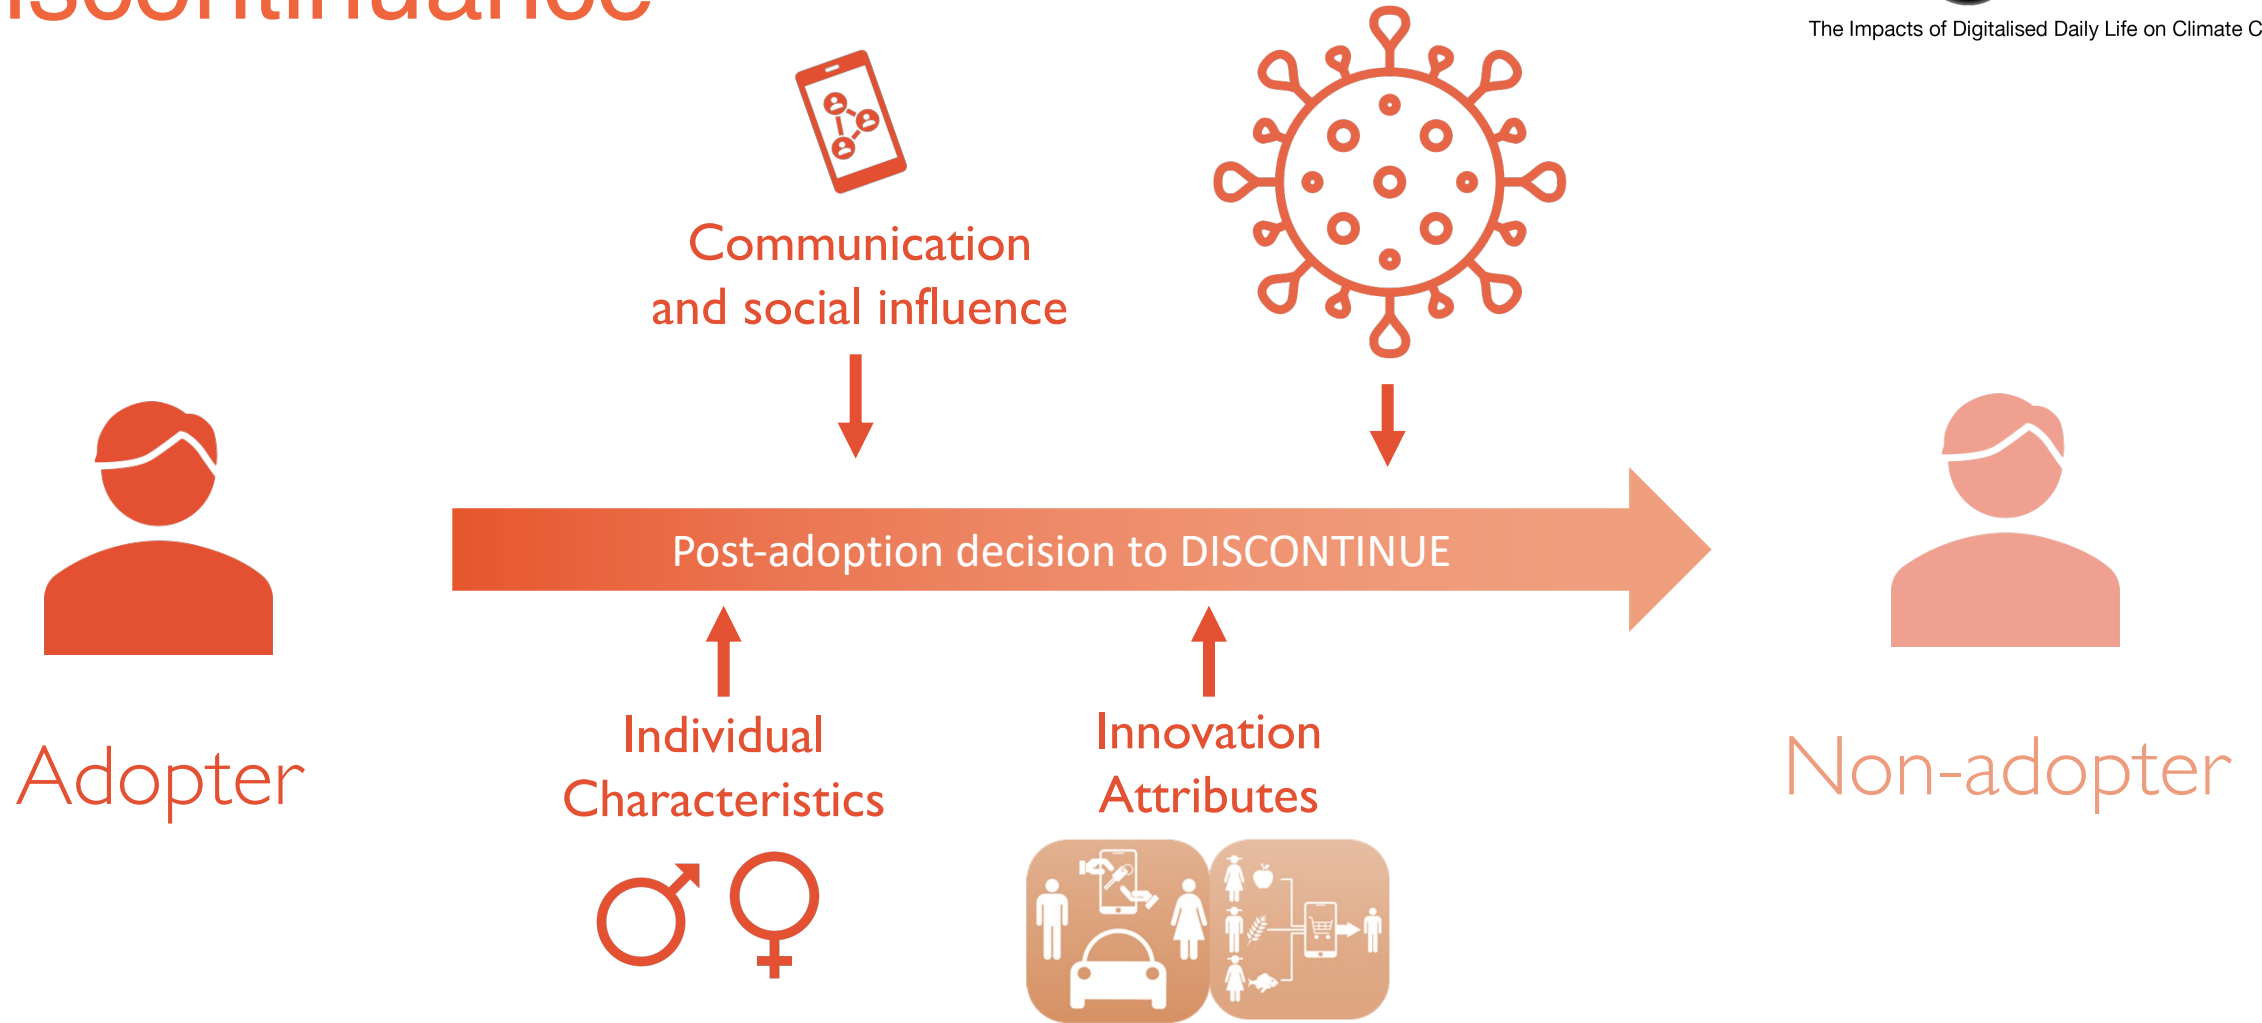 The Impacts of Digitalised Daily Life on Climate C
Communication
and social influence
Post-adoption decision to DISCONTINUE
Individual
Characteristics
Innovation
Attributes
Adopter
Non-adopter